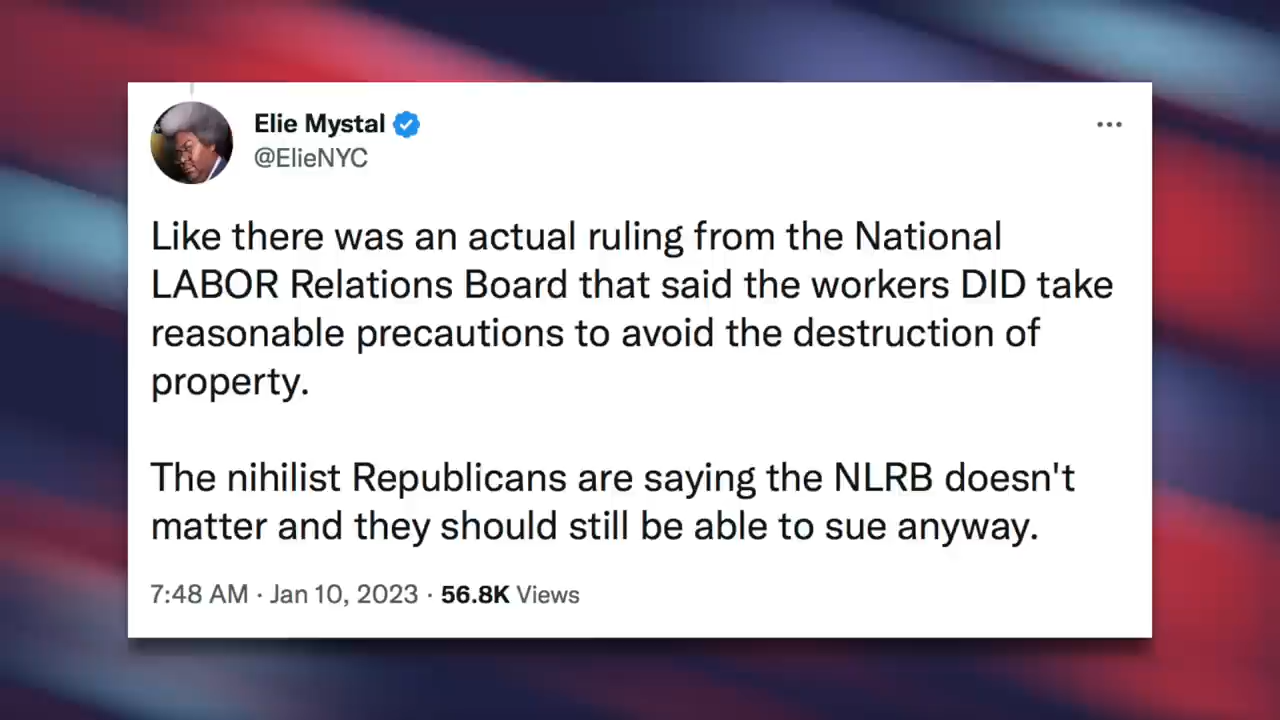 Elie Mystal
@ElieNYC
Like there was an actual ruling from the National
LABOR Relations Board that said the workers DID take
reasonable precautions to avoid the destruction of
property.
The nihilist Republicans are saying the NLRB doesn't
matter and they should still be able to sue anyway.
7:48 AM · Jan 10, 2023 · 56.8K Views